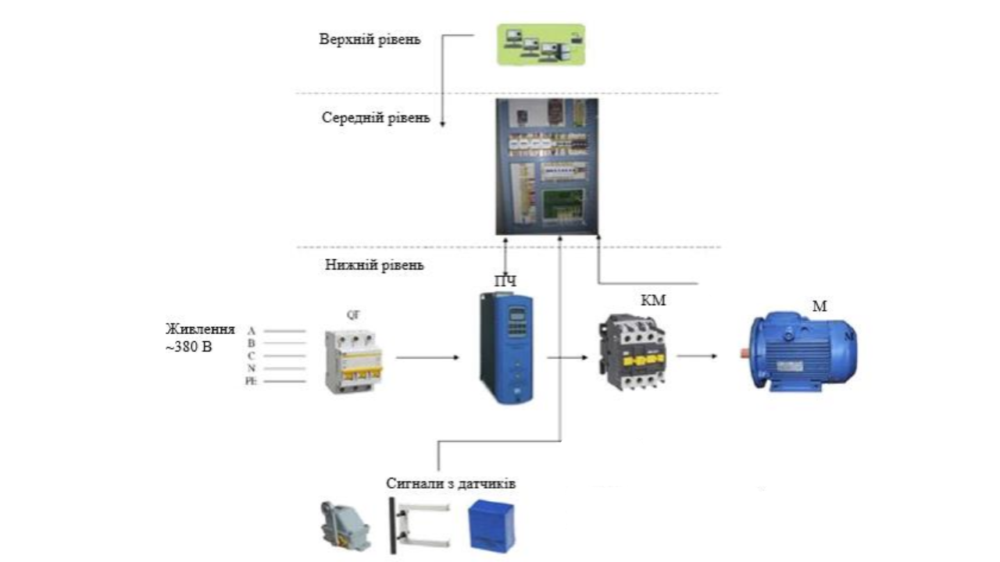 Верхній рівень
Середній рівень
Нижній рівень
ПЧ
КМ
М
QF
Живлення
~380 В
A
B
C
N
PE
М
Сигнали з датчиків